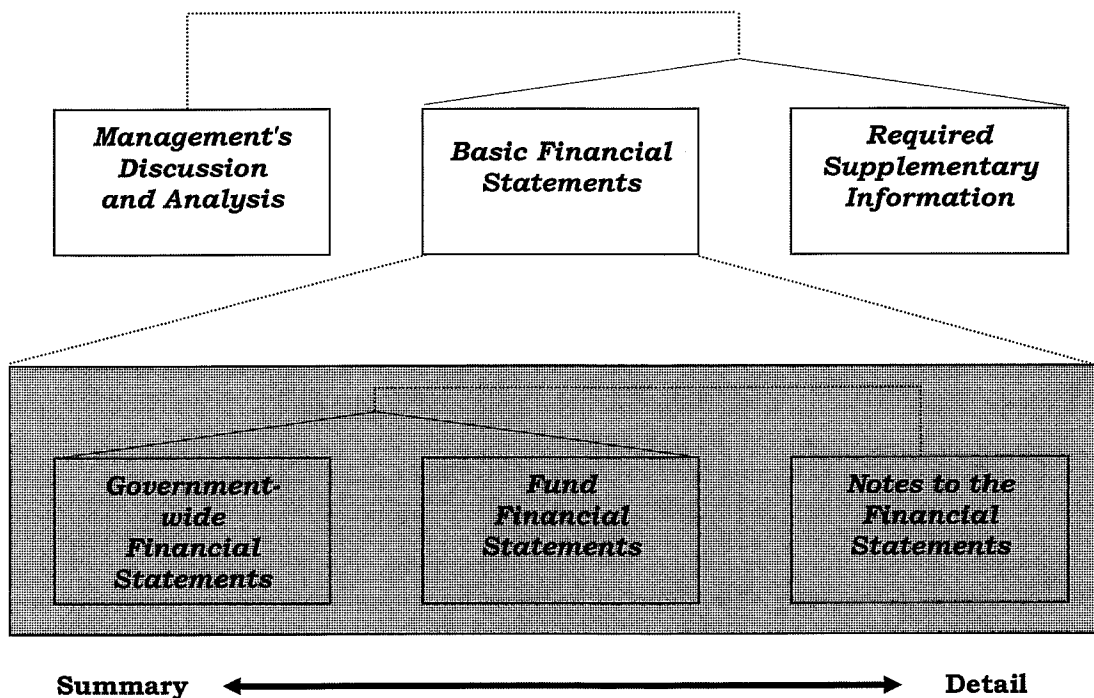 Management's
Discussion
and Analysis
Basic Financial
Statements
Required
Supplementary
Information
Government-
wide
Financial
Statements
Fund
Financial
Statements
Notes to the
Financial
Statements
Summary
Detail